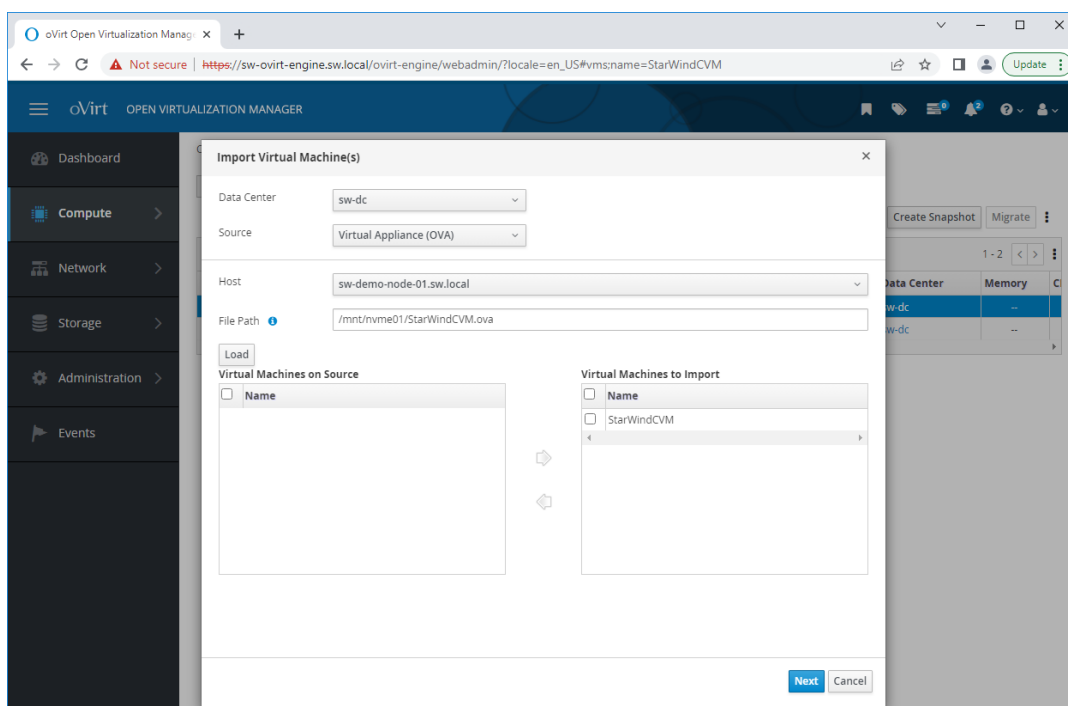 oVirt Open Virtualization Manag
Not secure https://sw-ovirt-engine.sw.local/ovirt-engine/webadmin/?locale=en_US#vms;name=StarWindCVM
Update
oVirt OPEN VIRTUALIZATION MANAGER
0
2
Dashboard
Compute
Network
Storage
Administration
Events
Import Virtual Machine(s)
Data Center sw-dc
Source Virtual Appliance (OVA)
Host sw-demo-node-01.sw.local
File Path /mnt/nvme01/StarWindCVM.ova
Load
Virtual Machines on Source
Name
Virtual Machines to Import
Name
StarWindCVM
Next Cancel
Create Snapshot Migrate
1 - 2
Data Center Memory
sw-dc --
sw-dc --